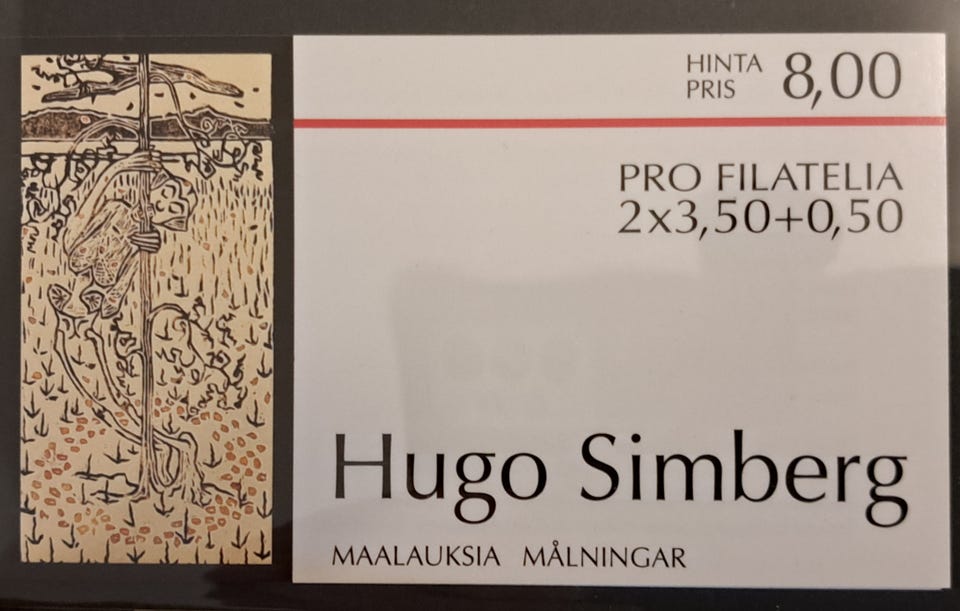 HINTA
PRIS 8,00
PRO FILATELIA
2x3,50+0,50
Hugo Simberg
MAALAUKSIA MÅLNINGAR